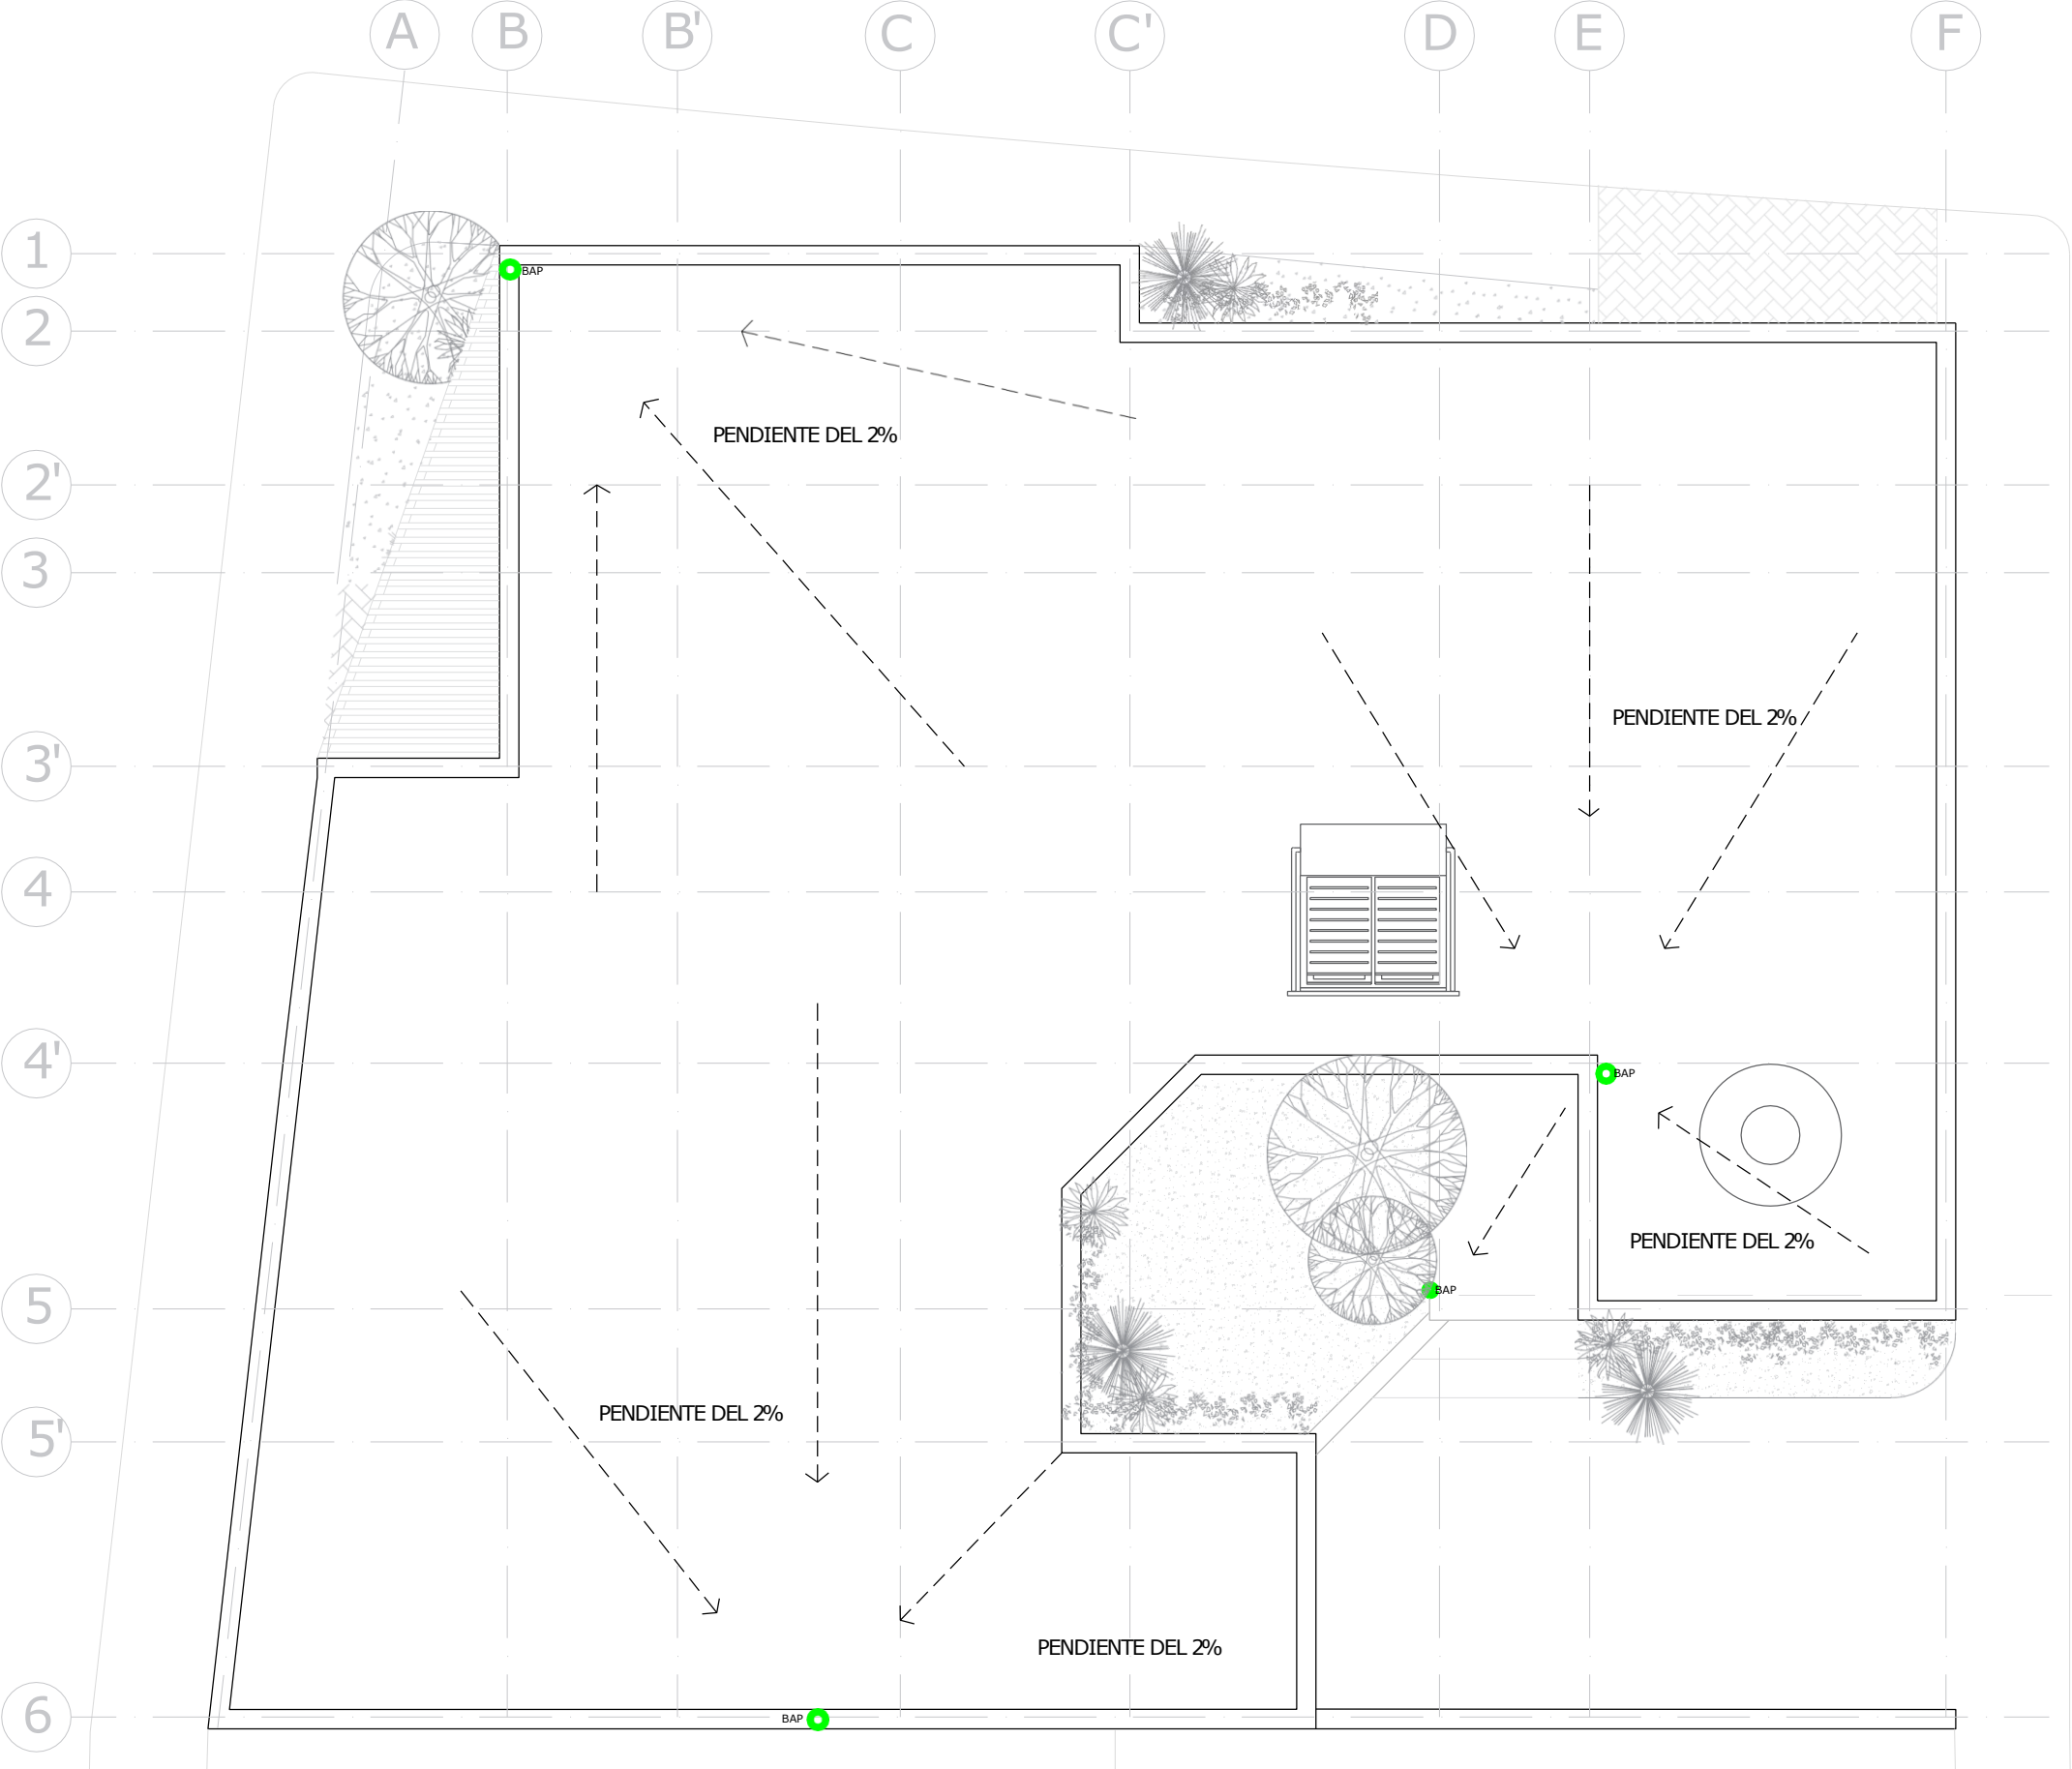 A B B' C C' D E F
1
BAP
2
PENDIENTE DEL 2%
2'
3
PENDIENTE DEL 2%
3'
4
4'
BAP
PENDIENTE DEL 2%
BAP
5
PENDIENTE DEL 2%
5'
PENDIENTE DEL 2%
6
BAP